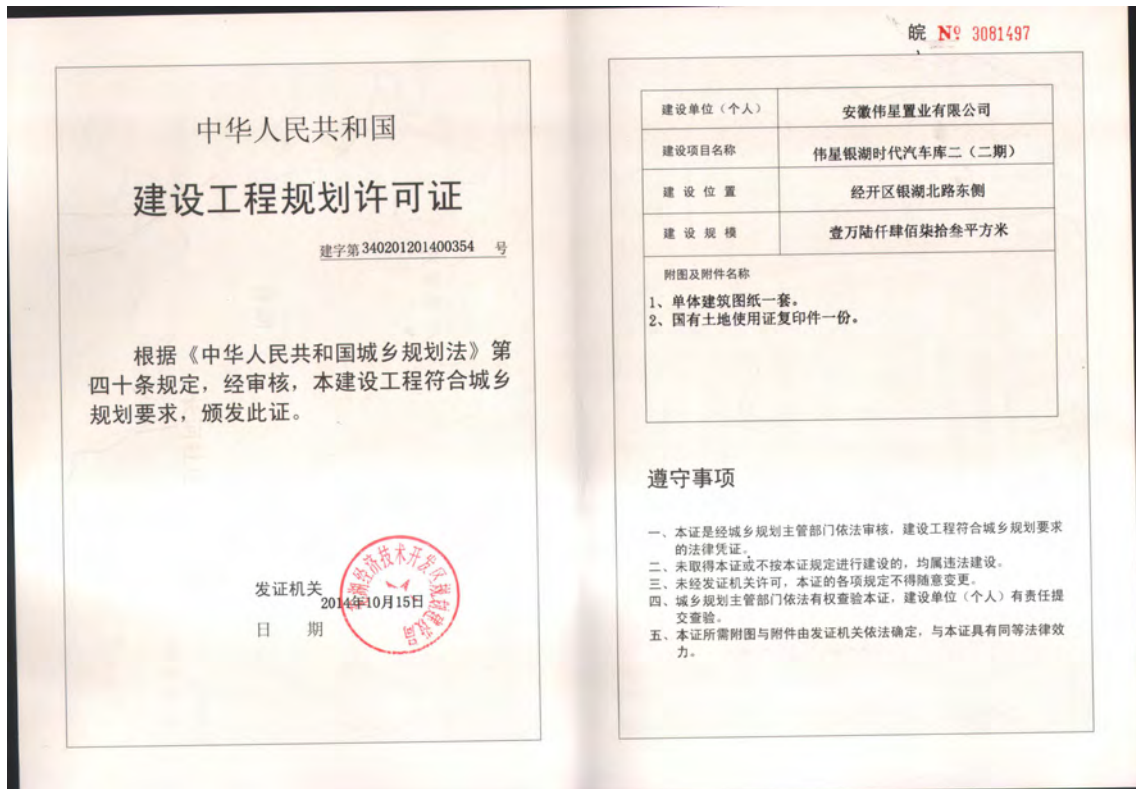 中华人民共和国
建设工程规划许可证
建字第340201201400354 号
根据《中华人民共和国城乡规划法》第
四十条规定，经审核，本建设工程符合城乡
规划要求，颁发此证。
发证机关
2014年10月15日
日 期
芜湖经济技术开发区规划建设局
皖 № 3081497
建设单位（个人） 安徽伟星置业有限公司
建设项目名称 伟星银湖时代汽车库二（二期）
建设位置 经开区银湖北路东侧
建设规模 壹万陆仟肆佰柒拾叁平方米
附图及附件名称
1、单体建筑图纸一套。
2、国有土地使用证复印件一份。
遵守事项
一、本证是经城乡规划主管部门依法审核，建设工程符合城乡规划要求
的法律凭证。
二、未取得本证或不按本证规定进行建设的，均属违法建设。
三、未经发证机关许可，本证的各项规定不得随意变更。
四、城乡规划主管部门依法有权查验本证，建设单位（个人）有责任提
交查验。
五、本证所需附图与附件由发证机关依法确定，与本证具有同等法律效
力。